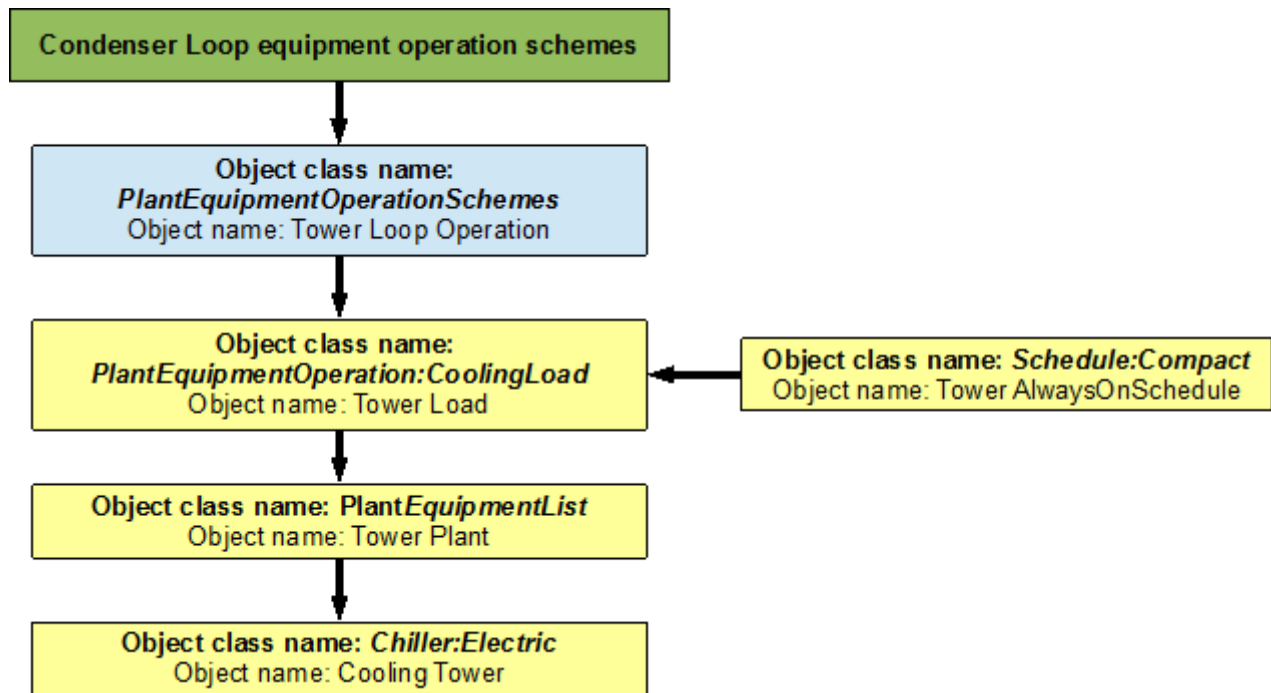 Condenser Loop equipment operation schemes
Object class name:
PlantEquipmentOperationSchemes
Object name: Tower Loop Operation
Object class name:
PlantEquipmentOperation:CoolingLoad
Object name: Tower Load
Object class name: Schedule:Compact
Object name: Tower AlwaysOnSchedule
Object class name: PlantEquipmentList
Object name: Tower Plant
Object class name: Chiller:Electric
Object name: Cooling Tower